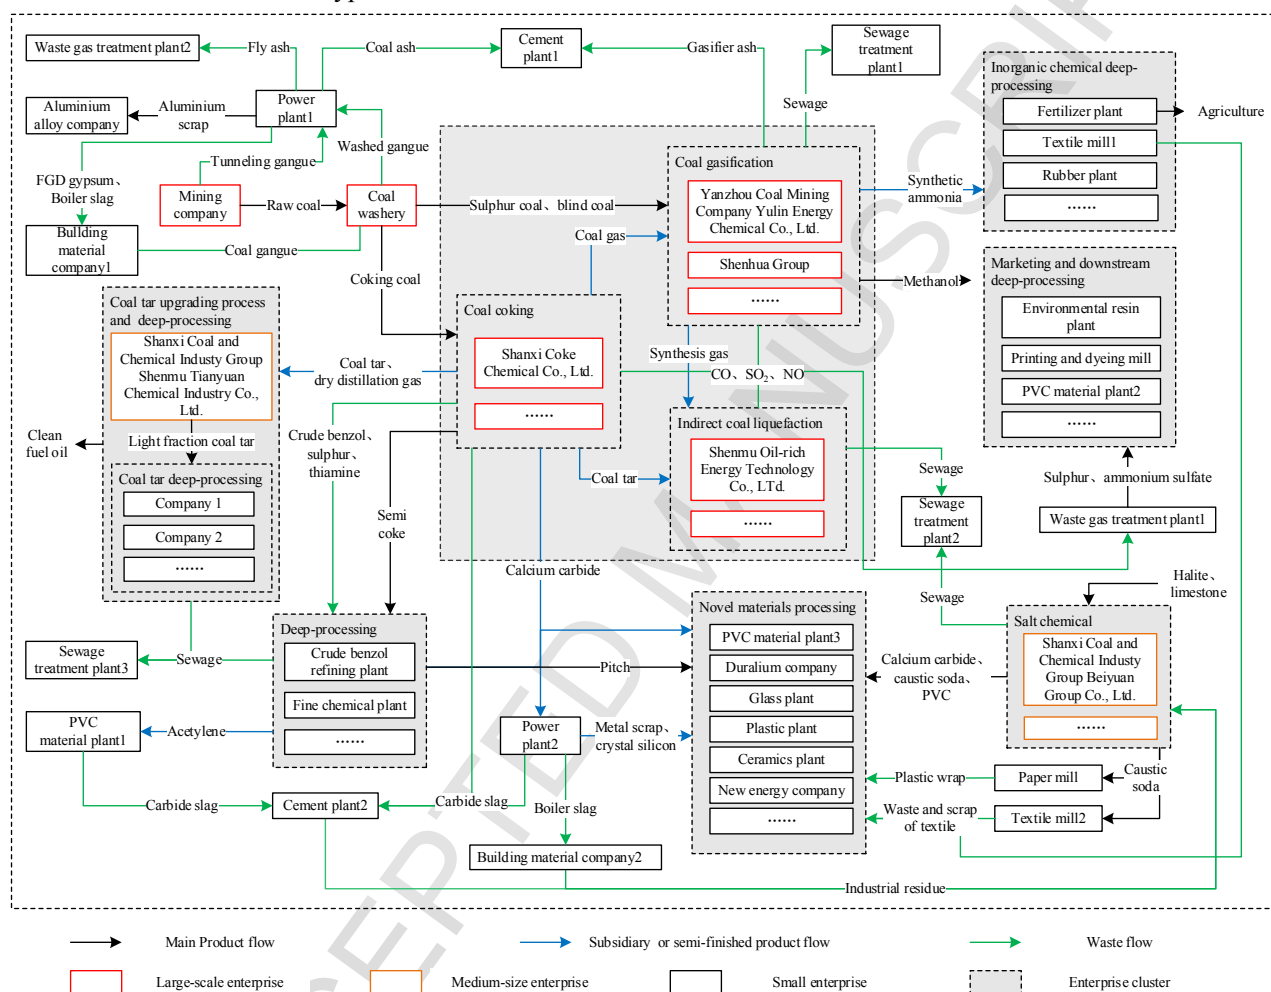 Waste gas treatment plant2
Fly ash
Coal ash
Cement
plant1
Gasifier ash
Sewage
treatment
plant1
Inorganic chemical deep-
processing
Fertilizer plant
Agriculture
Textile mill1
Rubber plant
······
Aluminium
alloy company
Aluminium
scrap
Power
plant1
Sewage
Washed gangue
Tunneling gangue
FGD gypsum、
Boiler slag
Mining
company
Raw coal
Coal
washery
Sulphur coal、blind coal
Coal gasification
Yanzhou Coal Mining
Company Yulin Energy
Chemical Co., Ltd.
Shenhua Group
······
Synthetic
ammonia
Building
material
company1
Coal gangue
Coal gas
Coking coal
Methanol
Marketing and downstream
deep-processing
Environmental resin
plant
Printing and dyeing mill
PVC material plant2
······
Coal tar upgrading process
and deep-processing
Shanxi Coal and
Chemical Industy Group
Shenmu Tianyuan
Chemical Industry Co.,
Ltd.
Coal tar、
dry distillation gas
Coal coking
Shanxi Coke
Chemical Co., Ltd.
······
Synthesis gas
CO、SO₂、NO
Clean
fuel oil
Light fraction coal tar
Crude benzol、
sulphur、
thiamine
Indirect coal liquefaction
Shenmu Oil-rich
Energy Technology
Co., LTd.
······
Coal tar deep-processing
Company 1
Company 2
······
Semi
coke
Coal tar
Sewage
Sulphur、ammonium sulfate
Sewage
treatment
plant2
Waste gas treatment plant1
Calcium carbide
Sewage
Halite、
limestone
Deep-processing
Crude benzol
refining plant
Fine chemical plant
······
Sewage
treatment plant3
Sewage
Pitch
Novel materials processing
PVC material plant3
Duralium company
Glass plant
Plastic plant
Ceramics plant
New energy company
······
Calcium carbide、
caustic soda、
PVC
Salt chemical
Shanxi Coal and
Chemical Industy
Group Beiyuan
Group Co., Ltd.
······
PVC
material plant1
Acetylene
Power
plant2
Metal scrap、
crystal silicon
Plastic wrap
Paper mill
Caustic
soda
Carbide slag
Cement plant2
Carbide slag
Boiler slag
Waste and scrap
of textile
Textile mill2
Building material company2
Industrial residue
Main Product flow
Subsidiary or semi-finished product flow
Waste flow
Large-scale enterprise
Medium-size enterprise
Small enterprise
Enterprise cluster